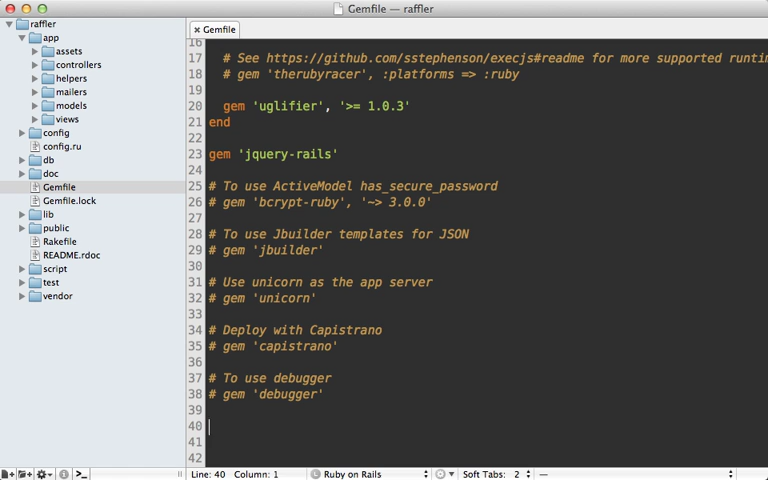 Gemfile — raffler
raffler
app
assets
controllers
helpers
mailers
models
views
config
config.ru
db
doc
Gemfile
Gemfile.lock
lib
public
Rakefile
README.rdoc
script
test
vendor
× Gemfile
16
17 # See https://github.com/sstephenson/execjs#readme for more supported runtim
18 # gem 'therubyracer', :platforms => :ruby
19
20 gem 'uglifier', '>= 1.0.3'
21 end
22
23 gem 'jquery-rails'
24
25 # To use ActiveModel has_secure_password
26 # gem 'bcrypt-ruby', '~> 3.0.0'
27
28 # To use Jbuilder templates for JSON
29 # gem 'jbuilder'
30
31 # Use unicorn as the app server
32 # gem 'unicorn'
33
34 # Deploy with Capistrano
35 # gem 'capistrano'
36
37 # To use debugger
38 # gem 'debugger'
39
40
41
42
Line: 40 Column: 1 Ruby on Rails Soft Tabs: 2 —